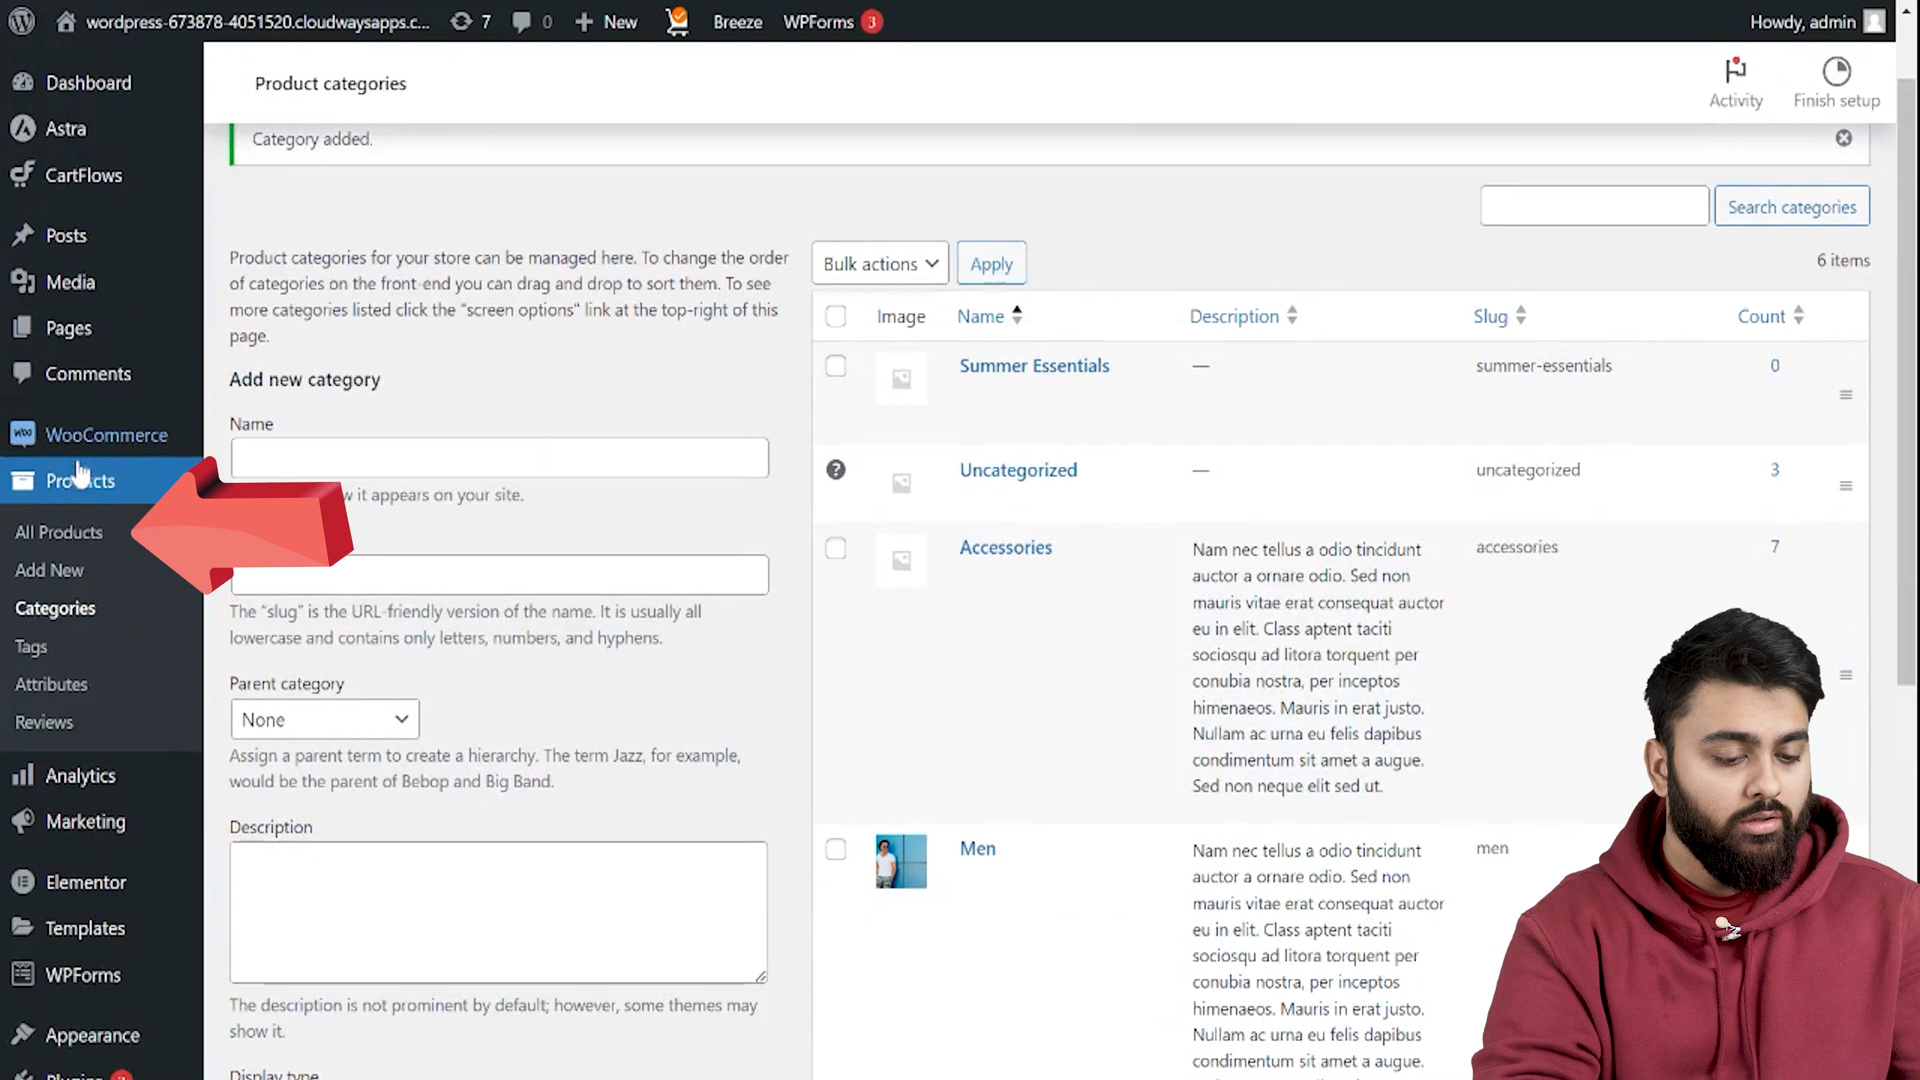 wordpress-673878-4051520.cloudwaysapps.c... 7 0 New Breeze WPForms 3 Howdy, admin
Dashboard
Astra
CartFlows
Posts
Media
Pages
Comments
WooCommerce
Products
All Products
Add New
Categories
Tags
Attributes
Reviews
Analytics
Marketing
Elementor
Templates
WPForms
Appearance
Product categories
Activity
Finish setup
Category added.
Search categories
Product categories for your store can be managed here. To change the order
of categories on the front-end you can drag and drop to sort them. To see
more categories listed click the "screen options" link at the top-right of this
page.
Add new category
Name
it appears on your site.
The "slug" is the URL-friendly version of the name. It is usually all
lowercase and contains only letters, numbers, and hyphens.
Parent category
None
Assign a parent term to create a hierarchy. The term Jazz, for example,
would be the parent of Bebop and Big Band.
Description
The description is not prominent by default; however, some themes may
show it.
Display type
Bulk actions Apply 6 items
Image Name Description Slug Count
Summer Essentials — summer-essentials 0
Uncategorized — uncategorized 3
Accessories Nam nec tellus a odio tincidunt accessories 7
auctor a ornare odio. Sed non
mauris vitae erat consequat auctor
eu in elit. Class aptent taciti
sociosqu ad litora torquent per
conubia nostra, per inceptos
himenaeos. Mauris in erat justo.
Nullam ac urna eu felis dapibus
condimentum sit amet a augue.
Sed non neque elit sed ut.
Men Nam nec tellus a odio tincidunt men
auctor a ornare odio. Sed non
mauris vitae erat consequat auctor
eu in elit. Class aptent taciti
sociosqu ad litora torquent per
conubia nostra, per inceptos
himenaeos. Mauris in erat justo.
Nullam ac urna eu felis dapibus
condimentum sit amet a augue.